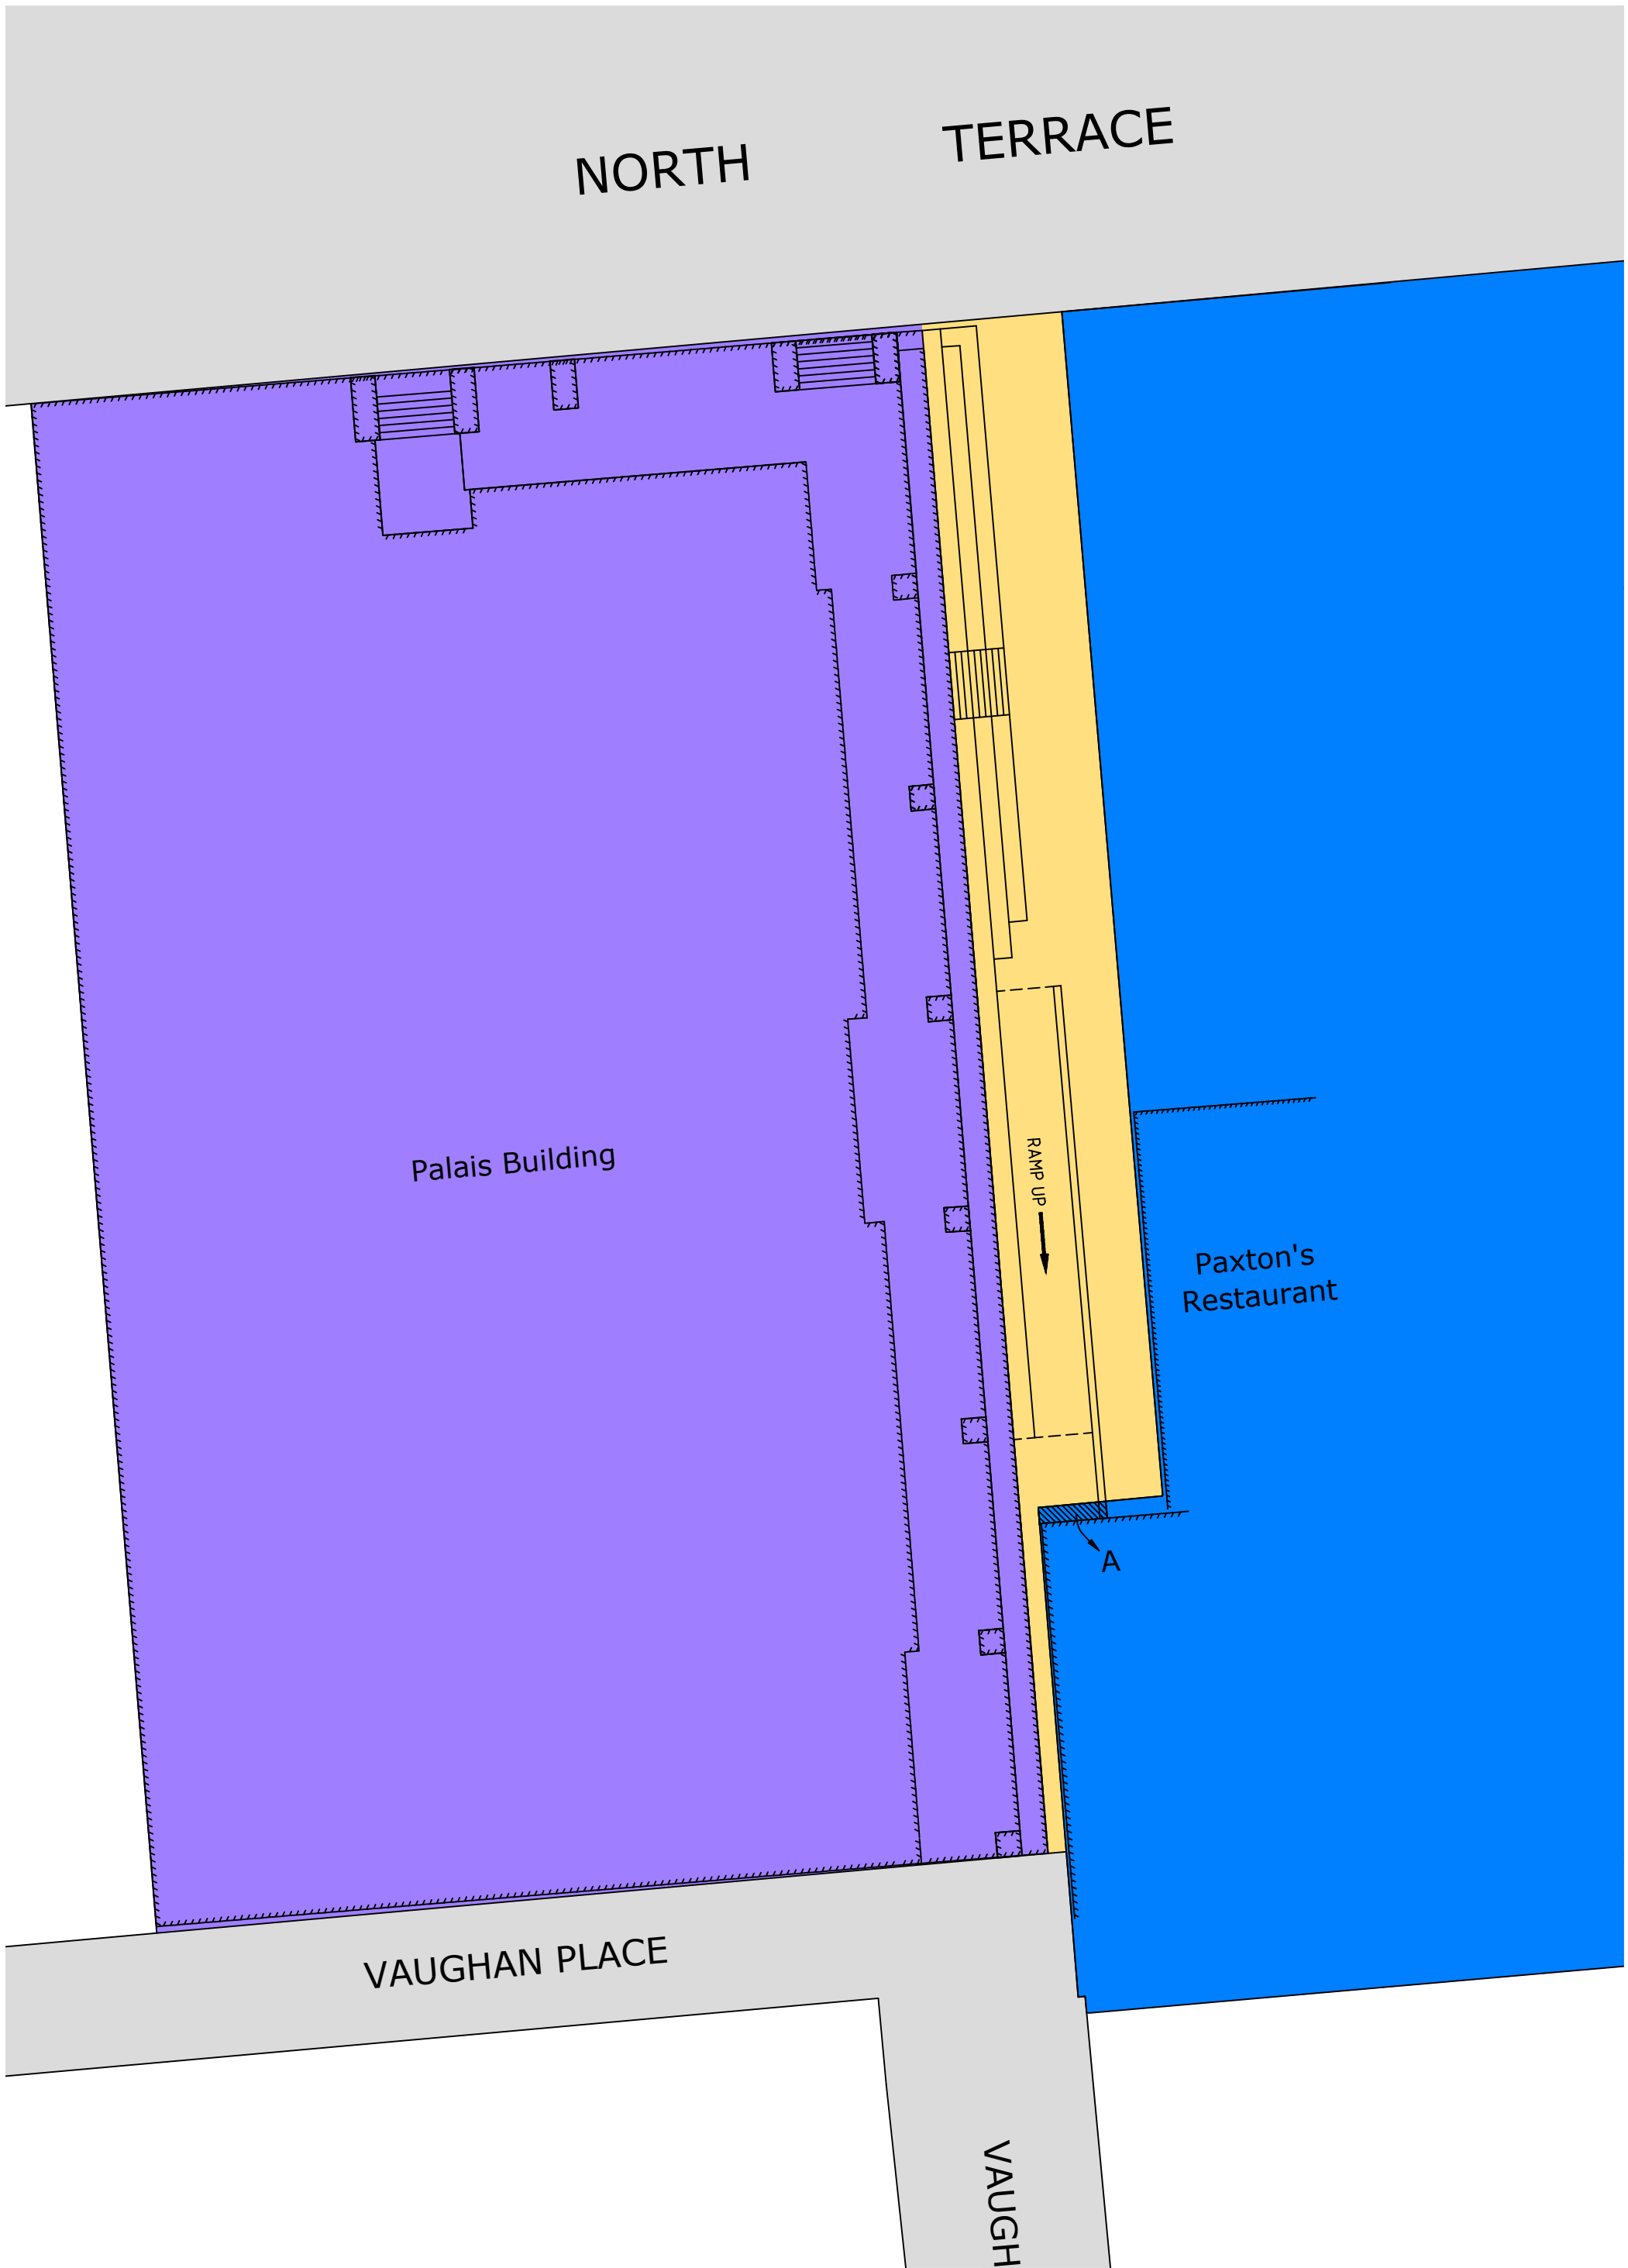 NORTH TERRACE
Palais Building
RAMP UP
Paxton's
Restaurant
A
VAUGHAN PLACE
VAUGH